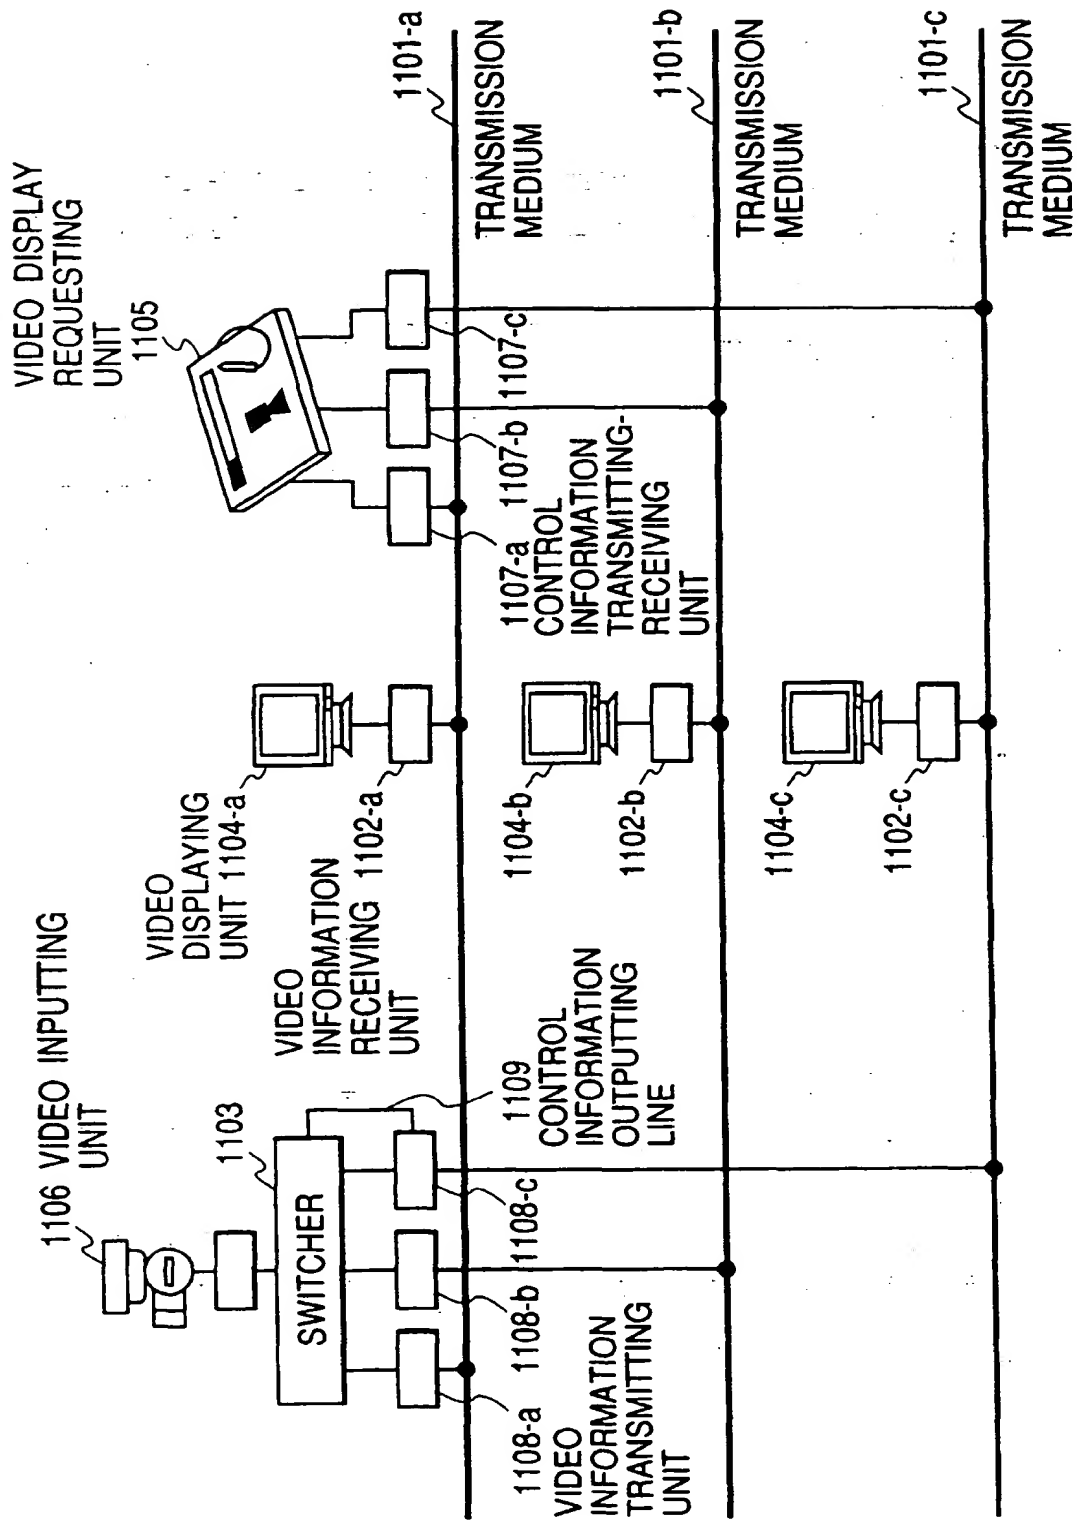 1106 VIDEO INPUTTING
UNIT
1103
SWITCHER
1108-a
VIDEO
INFORMATION
TRANSMITTING
UNIT
1108-b
1108-c
1109
CONTROL
INFORMATION
OUTPUTTING
LINE
VIDEO
DISPLAYING
UNIT 1104-a
VIDEO
INFORMATION
RECEIVING 1102-a
UNIT
1104-b
1102-b
1104-c
1102-c
VIDEO DISPLAY
REQUESTING
UNIT
1105
1107-a
CONTROL
INFORMATION
TRANSMITTING-
RECEIVING
UNIT
1107-b
1107-c
1101-a
TRANSMISSION
MEDIUM
1101-b
TRANSMISSION
MEDIUM
1101-c
TRANSMISSION
MEDIUM